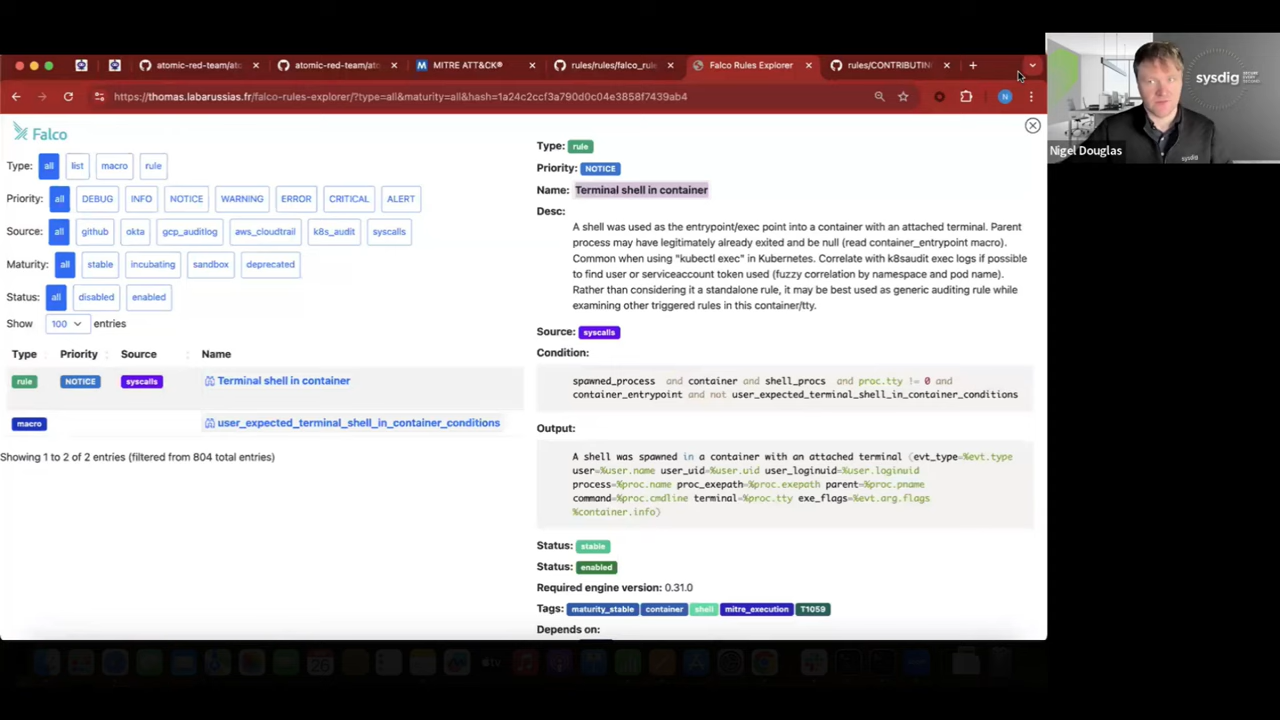 atomic-red-team/ato
atomic-red-team/ato
MITRE ATT&CK®
rules/rules/falco_rule
Falco Rules Explorer
rules/CONTRIBUTING
https://thomas.labarussias.fr/falco-rules-explorer/?type=all&maturity=all&hash=1a24c2ccf3a790d0c04e3858f7439ab4
N
sysdig
sysdig
Nigel Douglas
Falco
Type: all list macro rule
Priority: all DEBUG INFO NOTICE WARNING ERROR CRITICAL ALERT
Source: all github okta gcp_auditlog aws_cloudtrail k8s_audit syscalls
Maturity: all stable incubating sandbox deprecated
Status: all disabled enabled
Show 100 entries
Type Priority Source Name
rule NOTICE syscalls Terminal shell in container
macro user_expected_terminal_shell_in_container_conditions
Showing 1 to 2 of 2 entries (filtered from 804 total entries)
Type: rule
Priority: NOTICE
Name: Terminal shell in container
Desc:
A shell was used as the entrypoint/exec point into a container with an attached terminal. Parent
process may have legitimately already exited and be null (read container_entrypoint macro).
Common when using "kubectl exec" in Kubernetes. Correlate with k8saudit exec logs if possible
to find user or serviceaccount token used (fuzzy correlation by namespace and pod name).
Rather than considering it a standalone rule, it may be best used as generic auditing rule while
examining other triggered rules in this container/tty.
Source: syscalls
Condition:
spawned_process and container and shell_procs and proc.tty != 0 and
container_entrypoint and not user_expected_terminal_shell_in_container_conditions
Output:
A shell was spawned in a container with an attached terminal (evt_type=%evt.type
user=%user.name user_uid=%user.uid user_loginuid=%user.loginuid
process=%proc.name proc_exepath=%proc.exepath parent=%proc.pname
command=%proc.cmdline terminal=%proc.tty exe_flags=%evt.arg.flags
%container.info)
Status: stable
Status: enabled
Required engine version: 0.31.0
Tags: maturity_stable container shell mitre_execution T1059
Depends on:
26